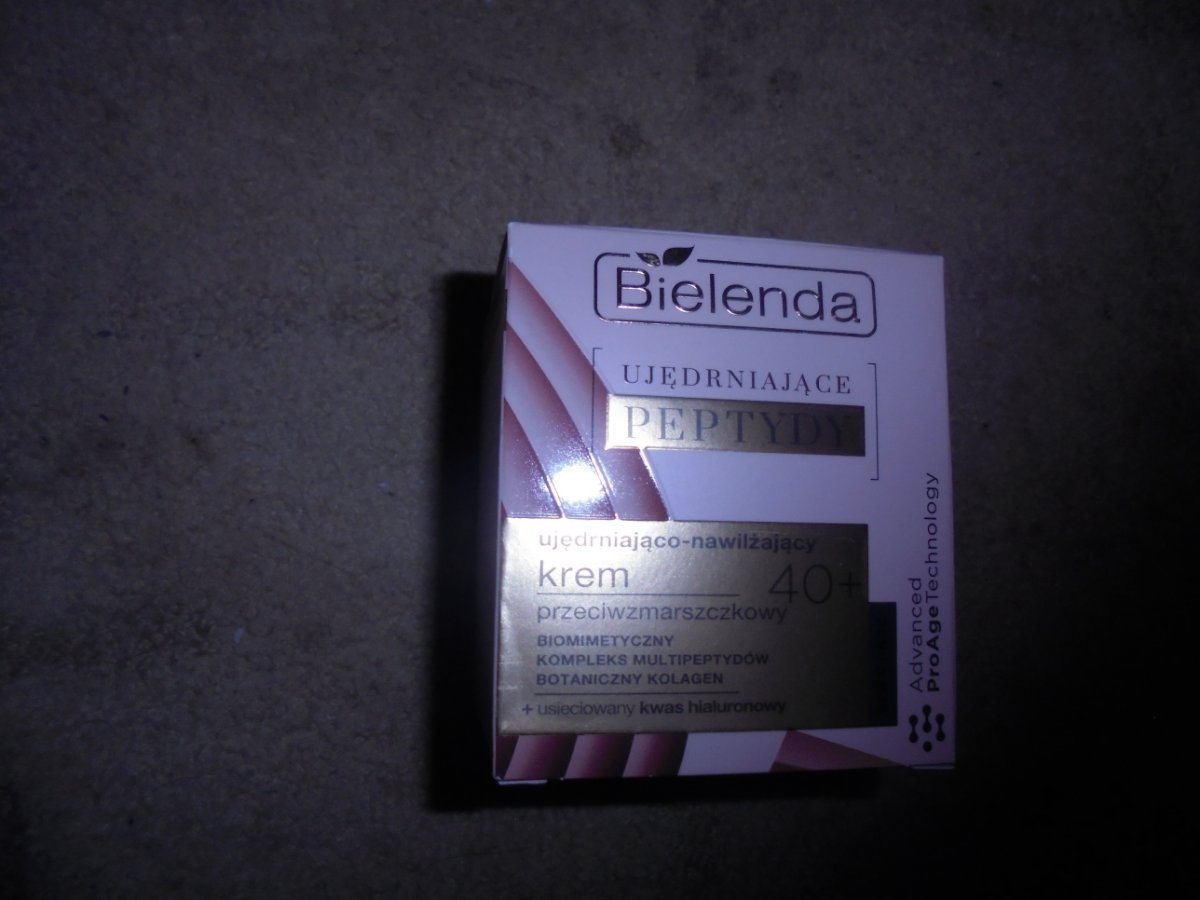 Bielenda
UJĘDRNIAJĄCE
PEPTYDY
ujędrniająco-nawilżający
krem 40+
przeciwzmarszczkowy
BIOMIMETYCZNY
KOMPLEKS MULTIPEPTYDÓW
BOTANICZNY KOLAGEN
+ usieciowany kwas hialuronowy
Advanced
ProAgeTechnology